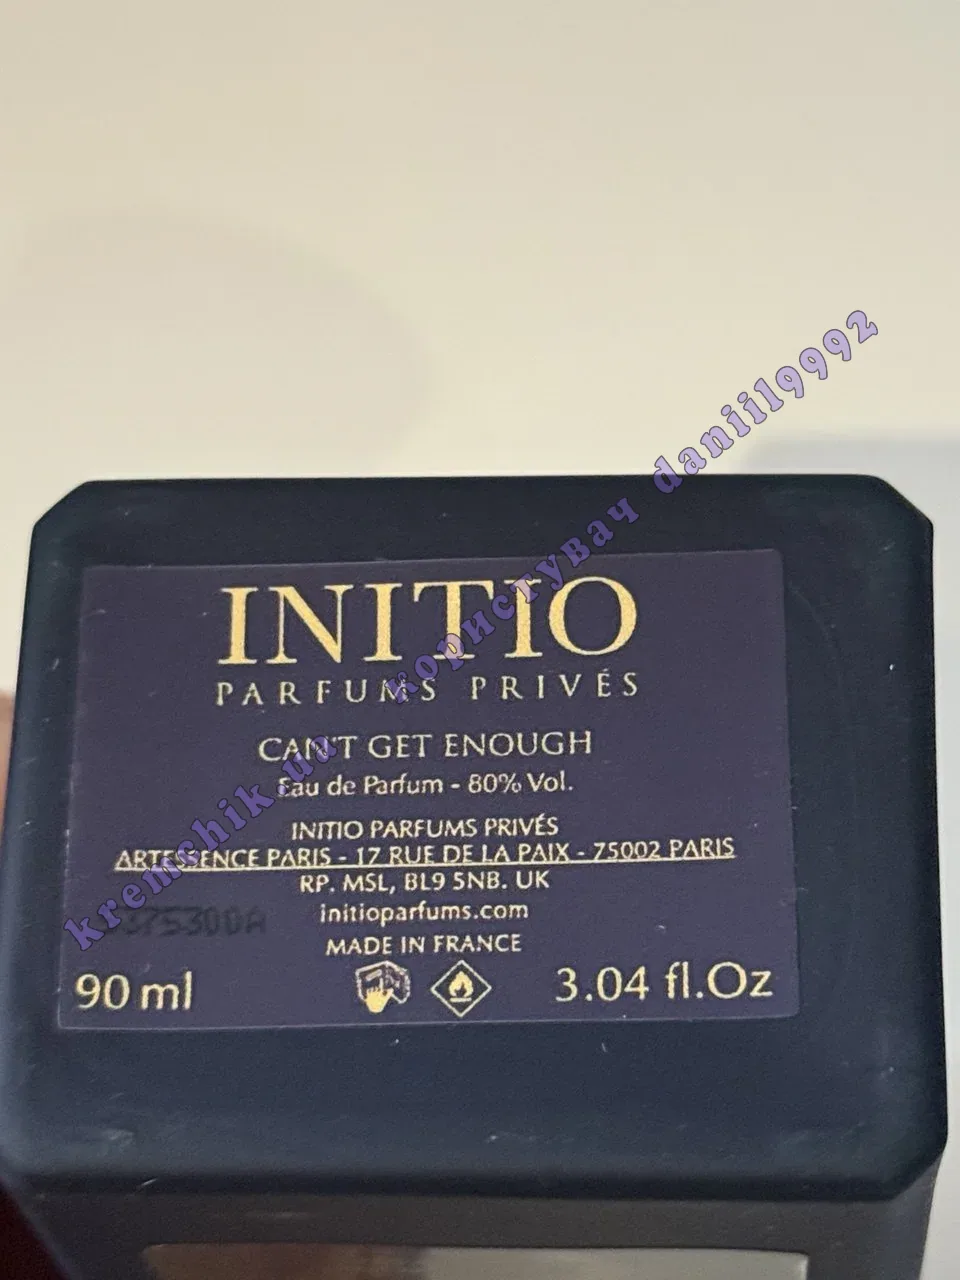 INITIO
PARFUMS PRIVÉS
CAN'T GET ENOUGH
Eau de Parfum - 80% Vol.
INITIO PARFUMS PRIVÉS
ARTESSENCE PARIS - 17 RUE DE LA PAIX - 75002 PARIS
RP. MSL, BL9 5NB. UK
initioparfums.com
MADE IN FRANCE
90 ml
3.04 fl.Oz
kremchik.ua користувач daniil9992